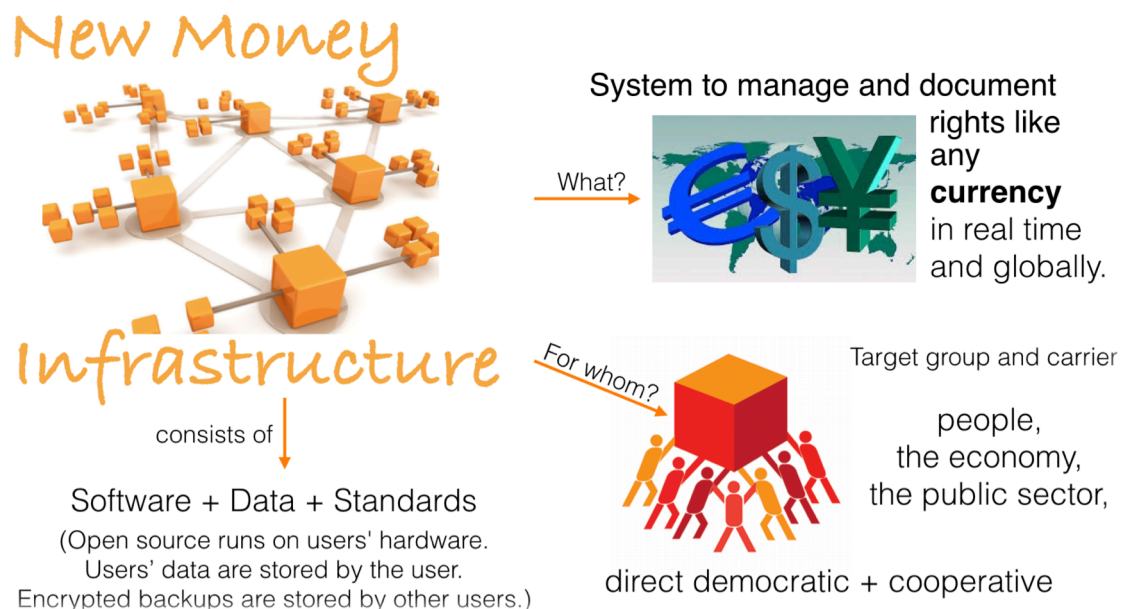 New Money
Infrastructure
consists of
Software + Data + Standards
(Open source runs on users' hardware.
Users’ data are stored by the user.
Encrypted backups are stored by other users.)
What?
System to manage and document
rights like
any
currency
in real time
and globally.
€ $ ¥
For whom?
Target group and carrier
people,
the economy,
the public sector,
direct democratic + cooperative